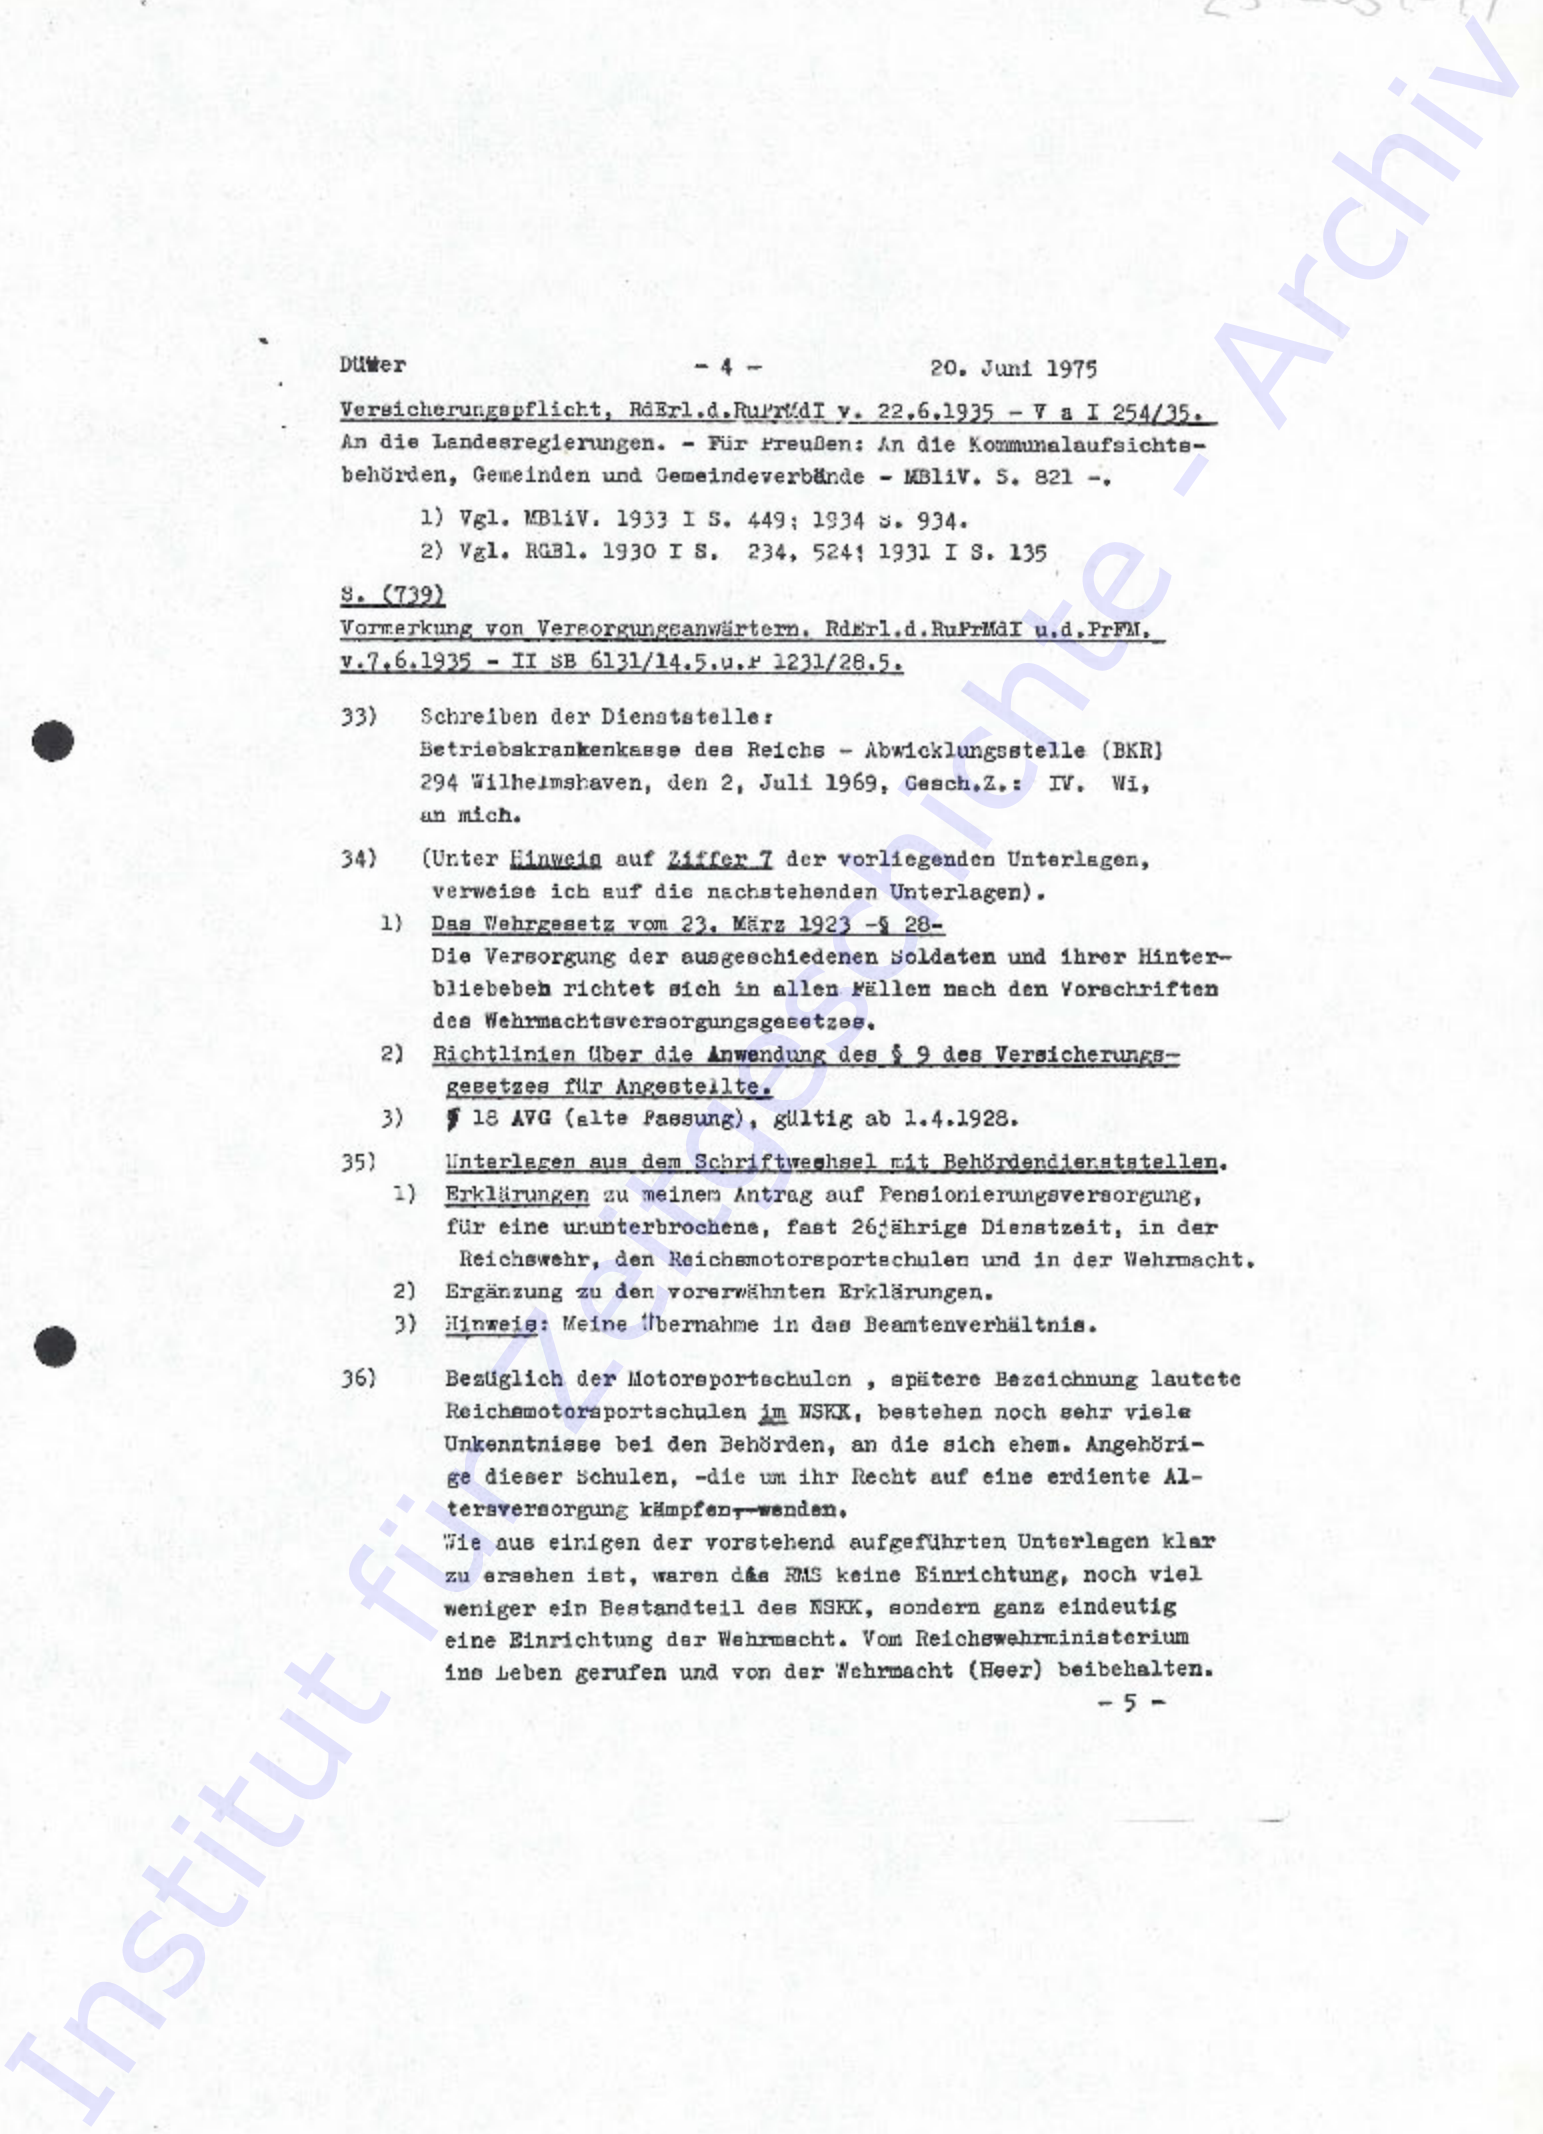 - 4 - 20. Juni 1975
Versicherungspflicht, RdErl.d.RuPrMdI v. 22.6.1935 - V a I 254/35.
An die Landesregierungen. - Für Preußen: An die Kommunalaufsichts-
behörden, Gemeinden und Gemeindeverbände - MBliV. S. 821 -.
1) Vgl. MBliV. 1933 I S. 449; 1934 S. 934.
2) Vgl. RGBl. 1930 I S. 234, 524; 1931 I S. 135
S. (739)
Vormerkung von Versorgungsanwärtern. RdErl.d.RuPrMdI u.d.PrFM.
v.7.6.1935 - II SB 6131/14.5.u.P 1231/28.5.
33) Schreiben der Dienststelle:
Betriebskrankenkasse des Reichs - Abwicklungsstelle (BKR)
294 Wilhelmshaven, den 2. Juli 1969, Gesch.Z.: IV. Wi,
an mich.
34) (Unter Hinweis auf Ziffer 7 der vorliegenden Unterlagen,
verweise ich auf die nachstehenden Unterlagen).
1) Das Wehrgesetz vom 23. März 1923 -§ 28-
Die Versorgung der ausgeschiedenen Soldaten und ihrer Hinter-
bliebebeh richtet sich in allen Fällen nach den Vorschriften
des Wehrmachtsversorgungsgesetzes.
2) Richtlinien über die Anwendung des § 9 des Versicherungs-
gesetzes für Angestellte.
3) § 18 AVG (alte Fassung), gültig ab 1.4.1928.
35) Unterlagen aus dem Schriftwechsel mit Behördendienststellen.
1) Erklärungen zu meinem Antrag auf Pensionierungsversorgung,
für eine ununterbrochene, fast 26jährige Dienstzeit, in der
Reichswehr, den Reichsmotorsportschulen und in der Wehrmacht.
2) Ergänzung zu den vorerwähnten Erklärungen.
3) Hinweis: Meine Übernahme in das Beamtenverhältnis.
36) Bezüglich der Motorsportschulen , spätere Bezeichnung lautete
Reichsmotorsportschulen im NSKK, bestehen noch sehr viele
Unkenntnisse bei den Behörden, an die sich ehem. Angehöri-
ge dieser Schulen, -die um ihr Recht auf eine erdiente Al-
tersversorgung kämpfen,-wenden.
Wie aus einigen der vorstehend aufgeführten Unterlagen klar
zu ersehen ist, waren die RMS keine Einrichtung, noch viel
weniger ein Bestandteil des NSKK, sondern ganz eindeutig
eine Einrichtung der Wehrmacht. Vom Reichswehrministerium
ins Leben gerufen und von der Wehrmacht (Heer) beibehalten.
- 5 -
Institut für Zeitgeschichte - Archiv